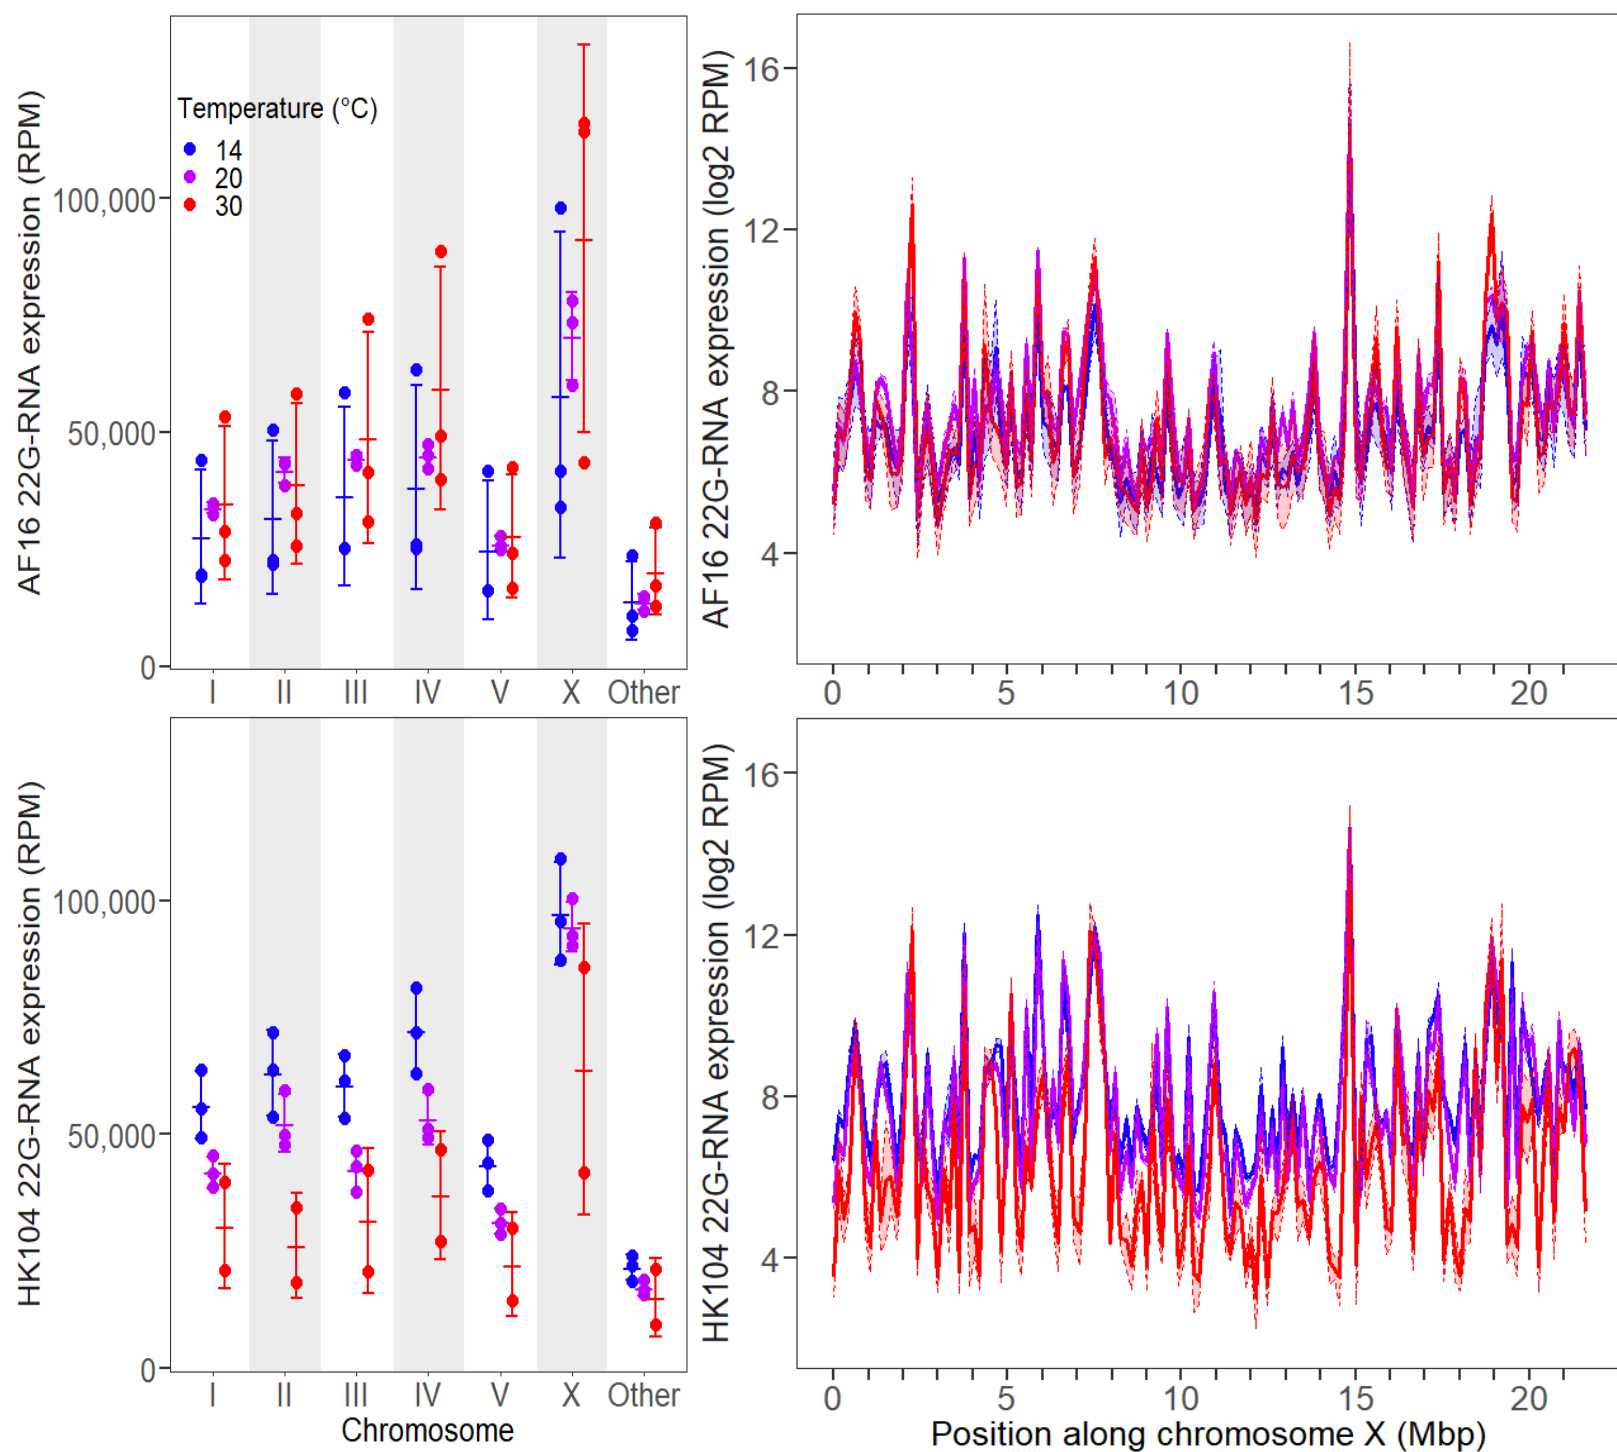 AF16 22G-RNA expression (RPM)
Temperature (°C)
14
20
30
100,000
50,000
0
I II III IV V X Other
AF16 22G-RNA expression (log2 RPM)
16
12
8
4
0 5 10 15 20
HK104 22G-RNA expression (RPM)
100,000
50,000
0
I II III IV V X Other
Chromosome
HK104 22G-RNA expression (log2 RPM)
16
12
8
4
0 5 10 15 20
Position along chromosome X (Mbp)